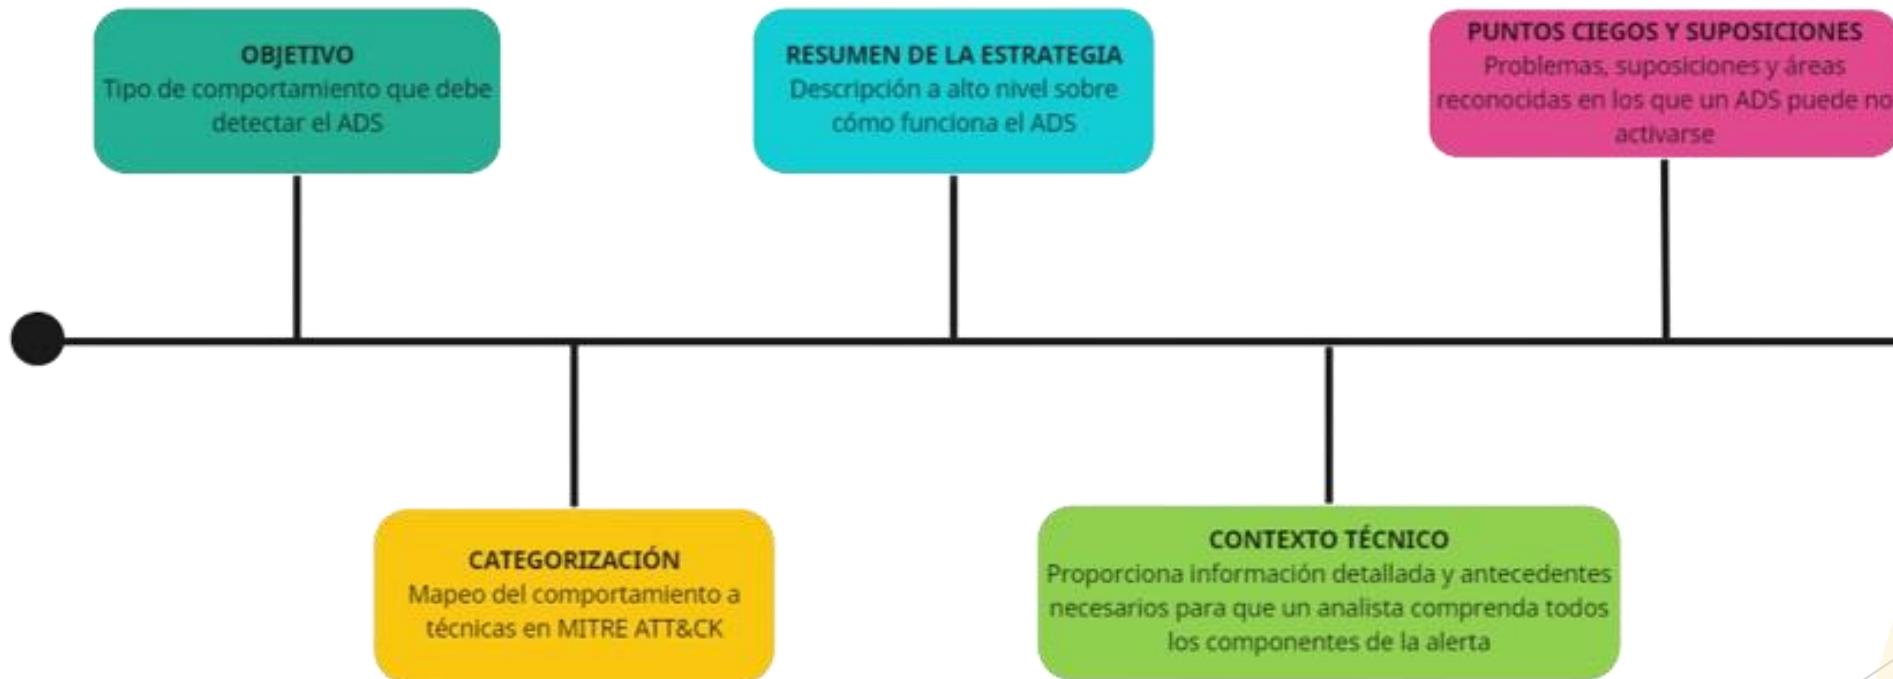 OBJETIVO
Tipo de comportamiento que debe
detectar el ADS
RESUMEN DE LA ESTRATEGIA
Descripción a alto nivel sobre
cómo funciona el ADS
PUNTOS CIEGOS Y SUPOSICIONES
Problemas, suposiciones y áreas
reconocidas en los que un ADS puede no
activarse
CATEGORIZACIÓN
Mapeo del comportamiento a
técnicas en MITRE ATT&CK
CONTEXTO TÉCNICO
Proporciona información detallada y antecedentes
necesarios para que un analista comprenda todos
los componentes de la alerta